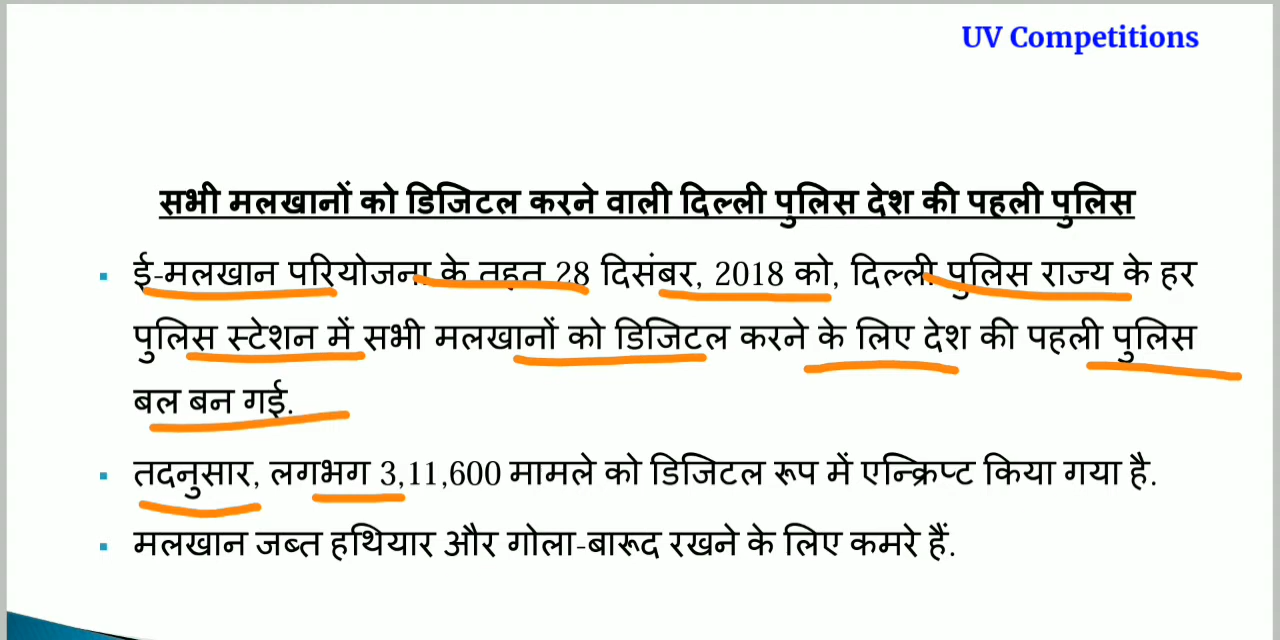 UV Competitions
सभी मलखानों को डिजिटल करने वाली दिल्ली पुलिस देश की पहली पुलिस
▪ ई-मलखान परियोजना के तहत 28 दिसंबर, 2018 को, दिल्ली पुलिस राज्य के हर
पुलिस स्टेशन में सभी मलखानों को डिजिटल करने के लिए देश की पहली पुलिस
बल बन गई.
▪ तदनुसार, लगभग 3,11,600 मामले को डिजिटल रूप में एन्क्रिप्ट किया गया है.
▪ मलखान जब्त हथियार और गोला-बारूद रखने के लिए कमरे हैं.